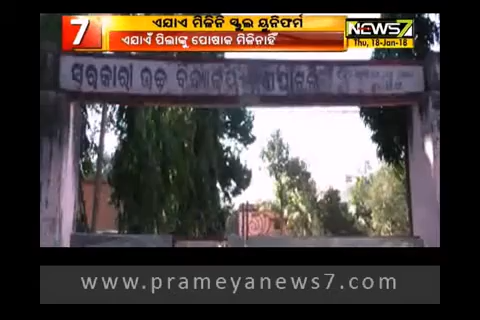 ଏଯାଏ ମିଳିନି ସ୍କୁଲ ୟୁନିଫର୍ମ
ଏଯାଏଁ ପିଲାଙ୍କୁ ପୋଷାକ ମିଳିନାହିଁ
7
NEWS7
Thu, 18-Jan-18
ସରକାରୀ ଉଚ୍ଚ
www.prameyanews7.com